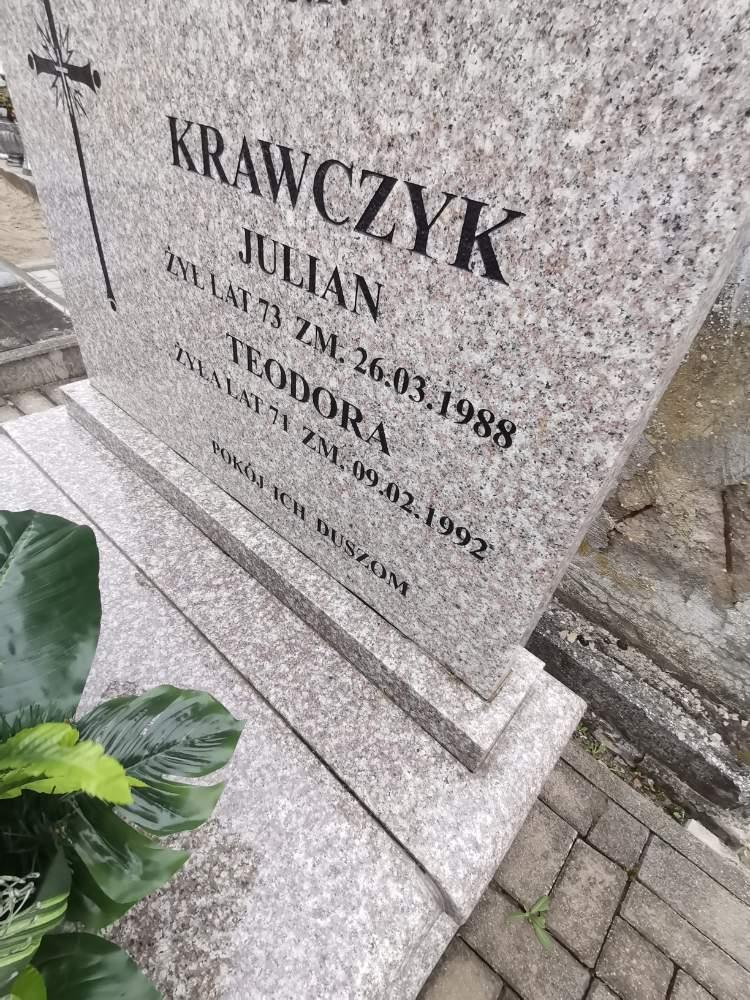 KRAWCZYK
JULIAN
ŻYŁ LAT 73 ZM. 26.03.1988
TEODORA
ŻYŁA LAT 71 ZM. 09.02.1992
POKÓJ ICH DUSZOM